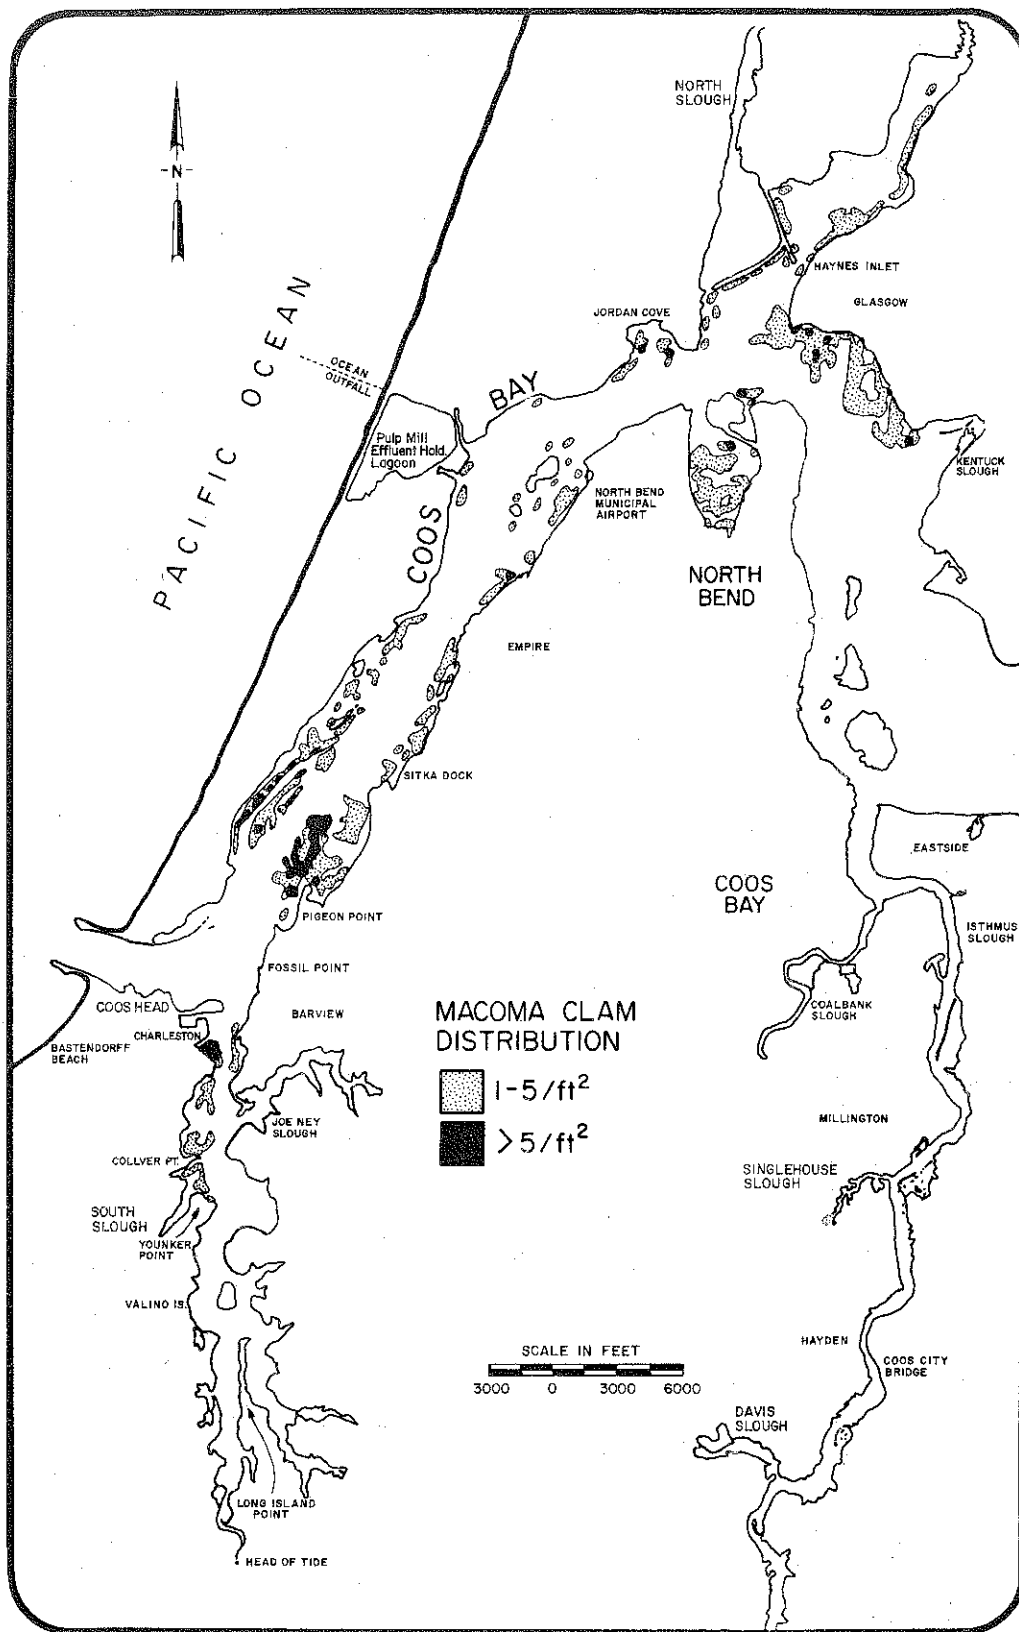 NORTH
SLOUGH
-N-
HAYNES INLET
GLASGOW
JORDAN COVE
PACIFIC OCEAN
OCEAN
OUTFALL
BAY
Pulp Mill
Effluent Hold.
Lagoon
KENTUCK
SLOUGH
NORTH BEND
MUNICIPAL
AIRPORT
COOS
NORTH
BEND
EMPIRE
SITKA DOCK
EASTSIDE
COOS
BAY
PIGEON POINT
ISTHMUS
SLOUGH
FOSSIL POINT
COOS HEAD
BARVIEW
COALBANK
SLOUGH
CHARLESTON
BASTENDORFF
BEACH
MACOMA CLAM
DISTRIBUTION
1-5/ft²
>5/ft²
JOE NEY
SLOUGH
MILLINGTON
COLLVER PT.
SINGLEHOUSE
SLOUGH
SOUTH
SLOUGH
YOUNKER
POINT
VALINO IS.
HAYDEN
COOS CITY
BRIDGE
SCALE IN FEET
3000 0 3000 6000
DAVIS
SLOUGH
LONG ISLAND
POINT
HEAD OF TIDE